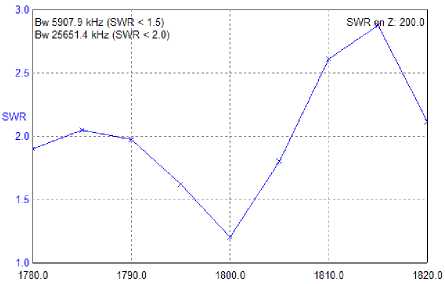 3.0
Bw 5907.9 kHz (SWR < 1.5)
SWR on Z: 200.0
Bw 25651.4 kHz (SWR < 2.0)
2.5
SWR
2.0
1.5
1.0
1780.0 1790.0 1800.0 1810.0 1820.0